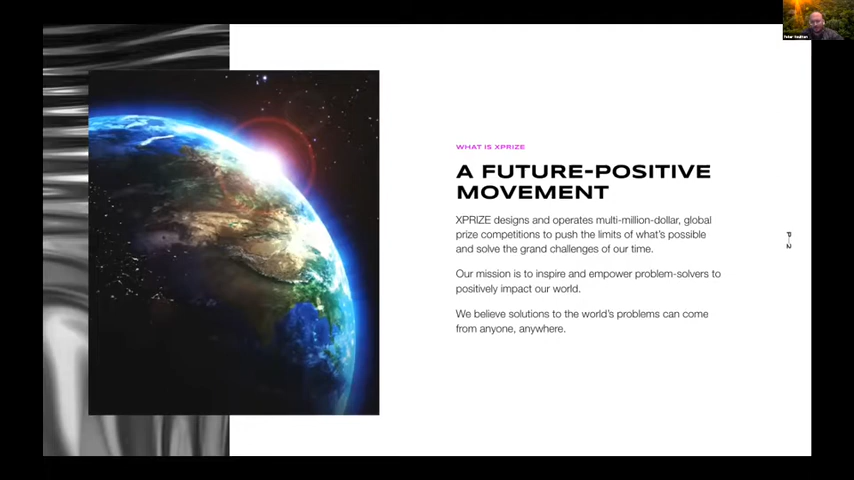 WHAT IS XPRIZE
A FUTURE-POSITIVE
MOVEMENT
XPRIZE designs and operates multi-million-dollar, global
prize competitions to push the limits of what's possible
and solve the grand challenges of our time.
Our mission is to inspire and empower problem-solvers to
positively impact our world.
We believe solutions to the world's problems can come
from anyone, anywhere.